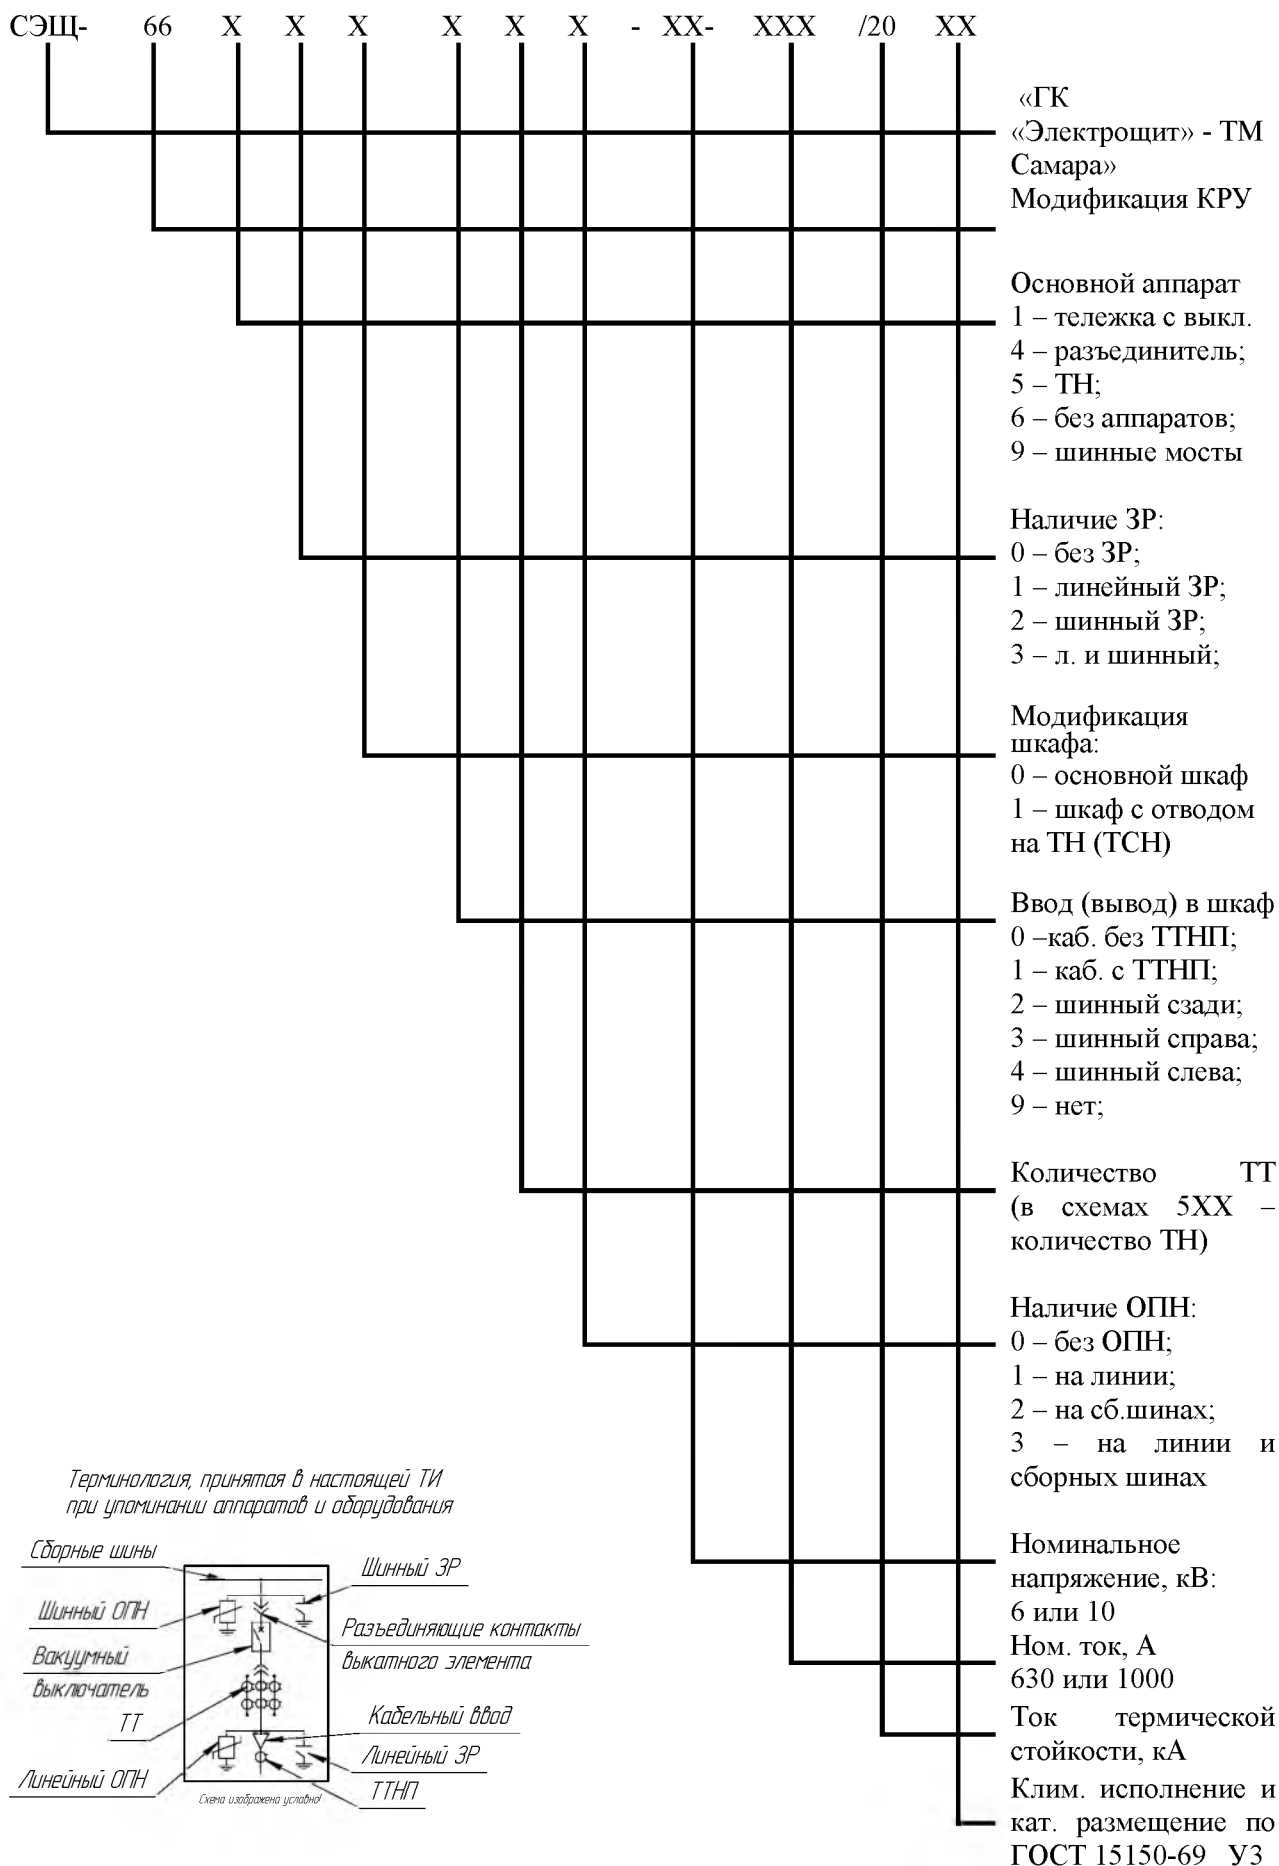 СЭЩ- 66 X X X X X X - XX- XXX /20 XX
«ГК
«Электрощит» - ТМ
Самара»
Модификация КРУ
Основной аппарат
1 – тележка с выкл.
4 – разъединитель;
5 – ТН;
6 – без аппаратов;
9 – шинные мосты
Наличие ЗР:
0 – без ЗР;
1 – линейный ЗР;
2 – шинный ЗР;
3 – л. и шинный;
Модификация
шкафа:
0 – основной шкаф
1 – шкаф с отводом
на ТН (ТСН)
Ввод (вывод) в шкаф
0 –каб. без ТТНП;
1 – каб. с ТТНП;
2 – шинный сзади;
3 – шинный справа;
4 – шинный слева;
9 – нет;
Количество ТТ
(в схемах 5ХХ –
количество ТН)
Наличие ОПН:
0 – без ОПН;
1 – на линии;
2 – на сб.шинах;
3 – на линии и
сборных шинах
Номинальное
напряжение, кВ:
6 или 10
Ном. ток, А
630 или 1000
Ток термической
стойкости, кА
Клим. исполнение и
кат. размещение по
ГОСТ 15150-69 У3
Терминология, принятая в настоящей ТИ
при упоминании аппаратов и оборудования
Сборные шины
Шинный ОПН
Вакуумный
выключатель
ТТ
Линейный ОПН
Шинный ЗР
Разъединяющие контакты
выкатного элемента
Кабельный ввод
Линейный ЗР
ТТНП
Схема изображена условно!